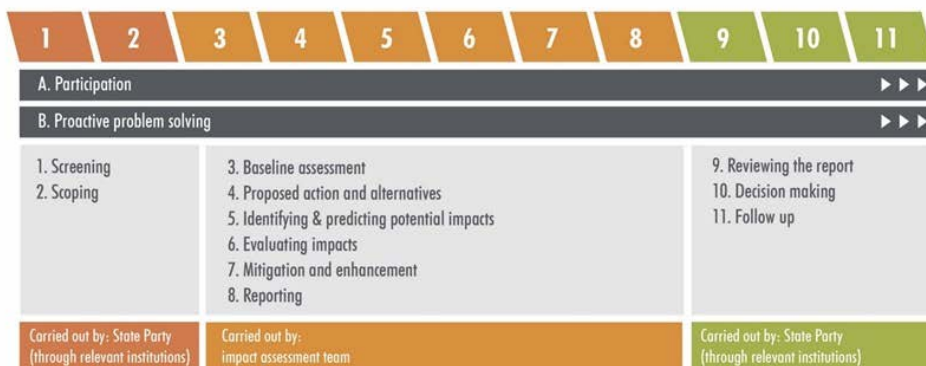 1 2 3 4 5 6 7 8 9 10 11
A. Participation
B. Proactive problem solving
1. Screening
2. Scoping
3. Baseline assessment
4. Proposed action and alternatives
5. Identifying & predicting potential impacts
6. Evaluating impacts
7. Mitigation and enhancement
8. Reporting
9. Reviewing the report
10. Decision making
11. Follow up
Carried out by: State Party
(through relevant institutions)
Carried out by:
impact assessment team
Carried out by: State Party
(through relevant institutions)